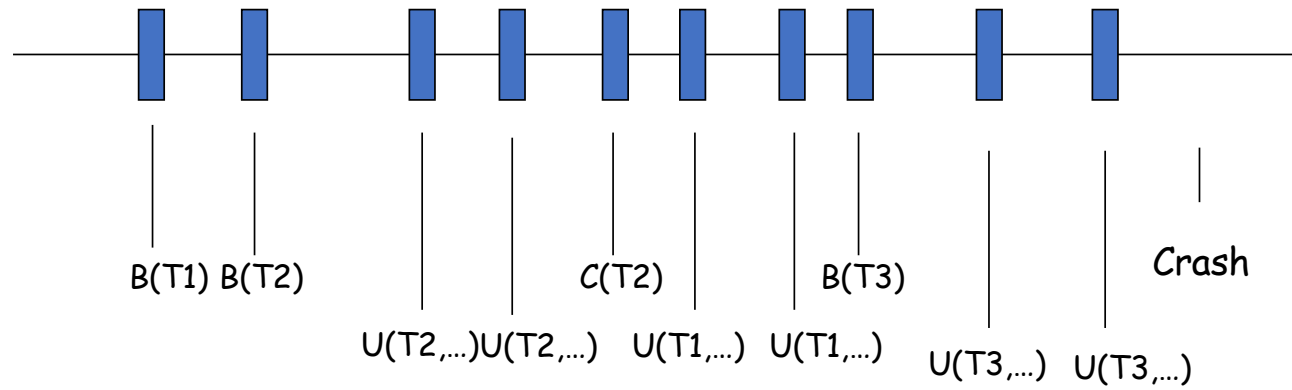 B(T1) B(T2) C(T2) B(T3) Crash
U(T2,...) U(T2,...) U(T1,...) U(T1,...) U(T3,...) U(T3,...)